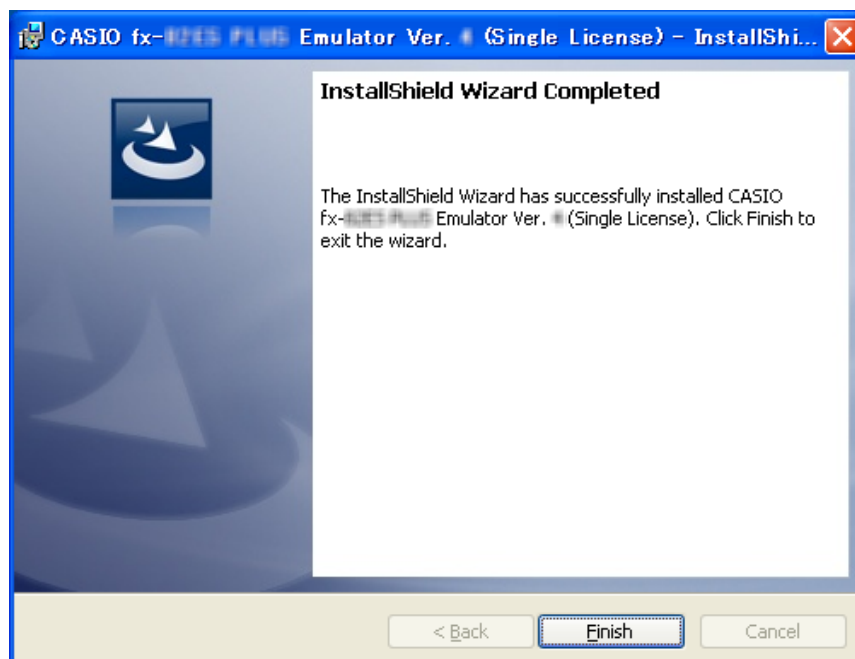 CASIO fx- Emulator Ver. (Single License) - InstallShi...
InstallShield Wizard Completed
The InstallShield Wizard has successfully installed CASIO
fx- Emulator Ver. (Single License). Click Finish to
exit the wizard.
< Back Finish Cancel